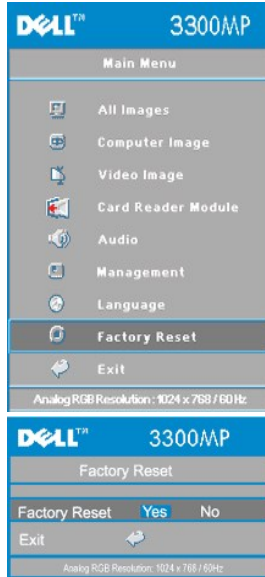 DELL™ 3300MP
Main Menu
All Images
Computer Image
Video Image
Card Reader Module
Audio
Management
Language
Factory Reset
Exit
Analog RGB Resolution : 1024 x 768 / 60 Hz
DELL™ 3300MP
Factory Reset
Factory Reset Yes No
Exit
Analog RGB Resolution: 1024 x 768 / 60Hz